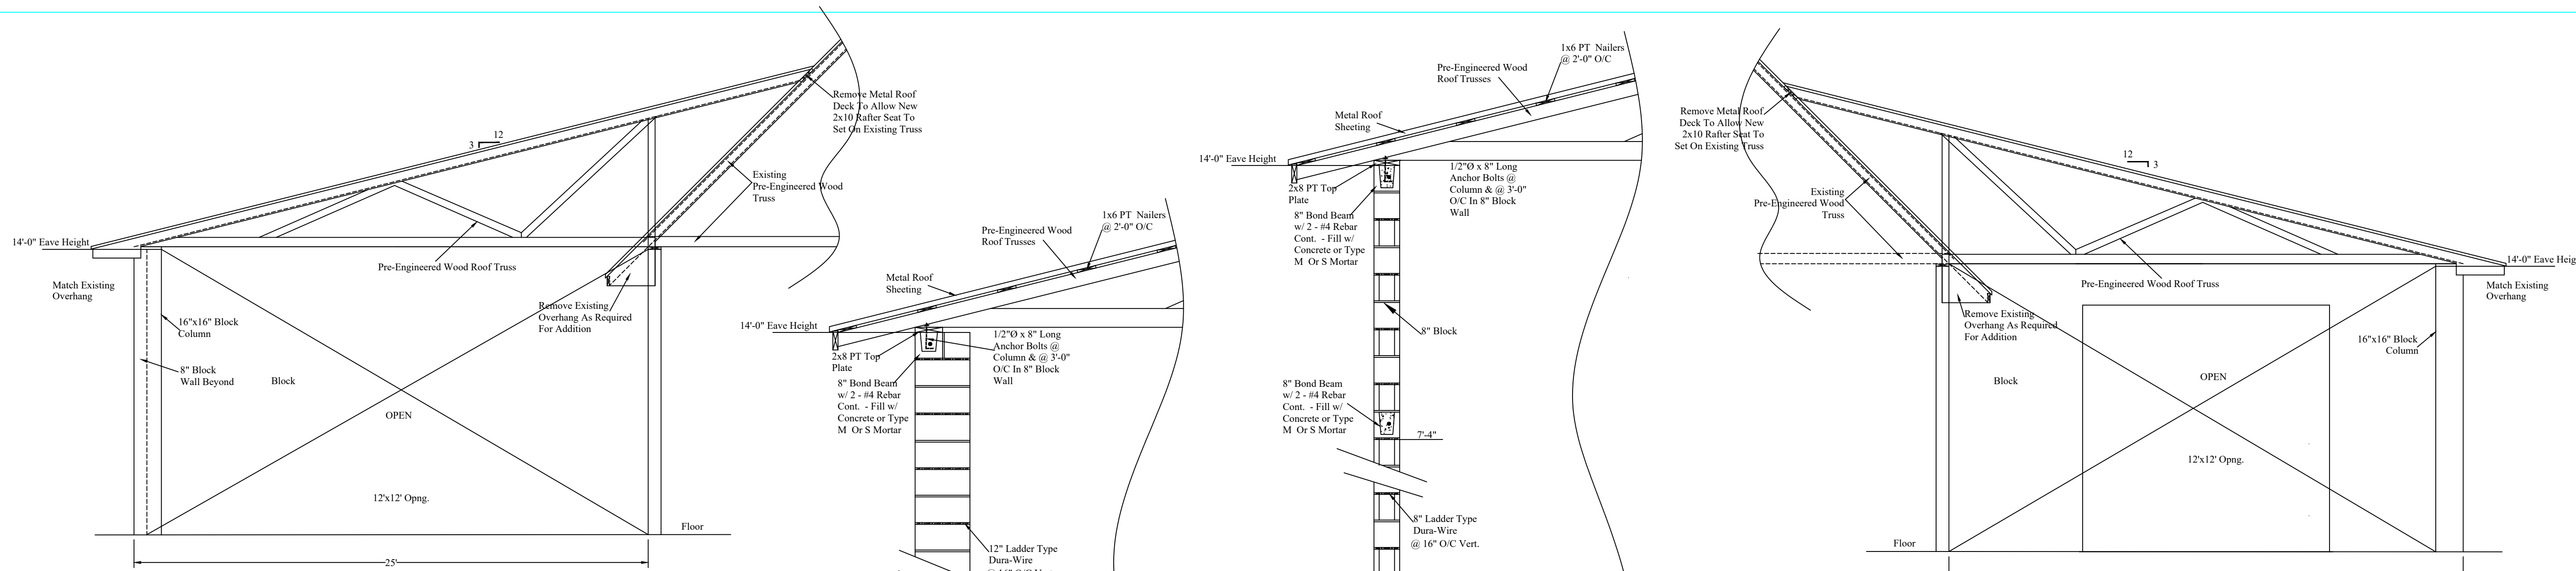 Remove Metal Roof
Deck To Allow New
2x10 Rafter Seat To
Set On Existing Truss
12
3
Existing
Pre-Engineered Wood
Truss
14'-0" Eave Height
Pre-Engineered Wood Roof Truss
Match Existing
Overhang
Remove Existing
Overhang As Required
For Addition
16"x16" Block
Column
8" Block
Wall Beyond
Block
OPEN
12'x12' Opng.
Floor
25'
1x6 PT Nailers
@ 2'-0" O/C
Pre-Engineered Wood
Roof Trusses
Metal Roof
Sheeting
14'-0" Eave Height
2x8 PT Top
Plate
1/2"Ø x 8" Long
Anchor Bolts @
Column & @ 3'-0"
O/C In 8" Block
Wall
8" Bond Beam
w/ 2 - #4 Rebar
Cont. - Fill w/
Concrete or Type
M Or S Mortar
12" Ladder Type
Dura-Wire
@ 16" O/C Vert.
1x6 PT Nailers
@ 2'-0" O/C
Pre-Engineered Wood
Roof Trusses
Metal Roof
Sheeting
14'-0" Eave Height
2x8 PT Top
Plate
1/2"Ø x 8" Long
Anchor Bolts @
Column & @ 3'-0"
O/C In 8" Block
Wall
8" Bond Beam
w/ 2 - #4 Rebar
Cont. - Fill w/
Concrete or Type
M Or S Mortar
8" Block
8" Bond Beam
w/ 2 - #4 Rebar
Cont. - Fill w/
Concrete or Type
M Or S Mortar
7'-4"
8" Ladder Type
Dura-Wire
@ 16" O/C Vert.
Remove Metal Roof
Deck To Allow New
2x10 Rafter Seat To
Set On Existing Truss
12
3
Existing
Pre-Engineered Wood
Truss
14'-0" Eave Heig
Pre-Engineered Wood Roof Truss
Match Existing
Overhang
Remove Existing
Overhang As Required
For Addition
16"x16" Block
Column
Block
OPEN
12'x12' Opng.
Floor